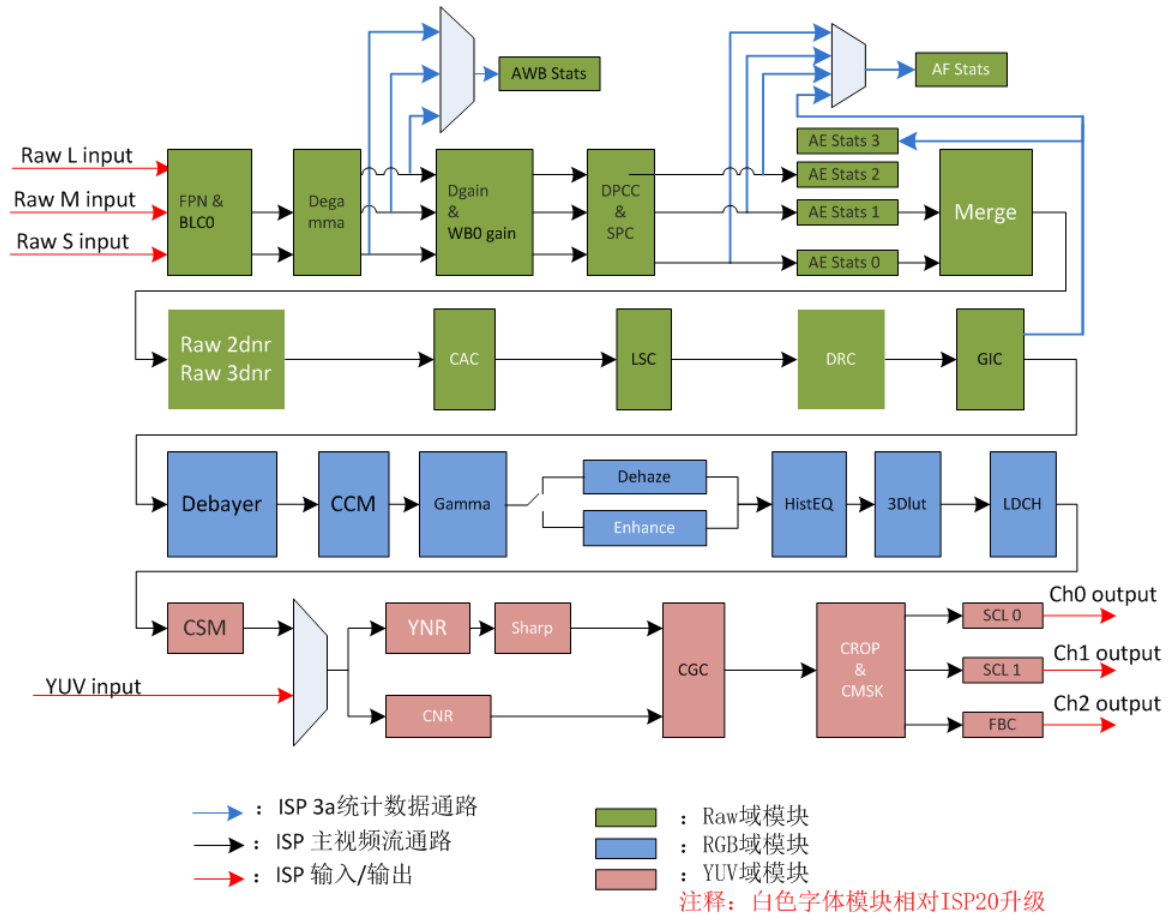 AWB Stats
AF Stats
Raw L input
Raw M input
Raw S input
FPN &
BLC0
Dega
mma
Dgain
&
WB0 gain
DPCC
&
SPC
AE Stats 3
AE Stats 2
AE Stats 1
AE Stats 0
Merge
Raw 2dnr
Raw 3dnr
CAC
LSC
DRC
GIC
Debayer
CCM
Gamma
Dehaze
Enhance
HistEQ
3Dlut
LDCH
CSM
YUV input
YNR
Sharp
CNR
CGC
CROP
&
CMSK
SCL 0
SCL 1
FBC
Ch0 output
Ch1 output
Ch2 output
：ISP 3a统计数据通路
：ISP 主视频流通路
：ISP 输入/输出
：Raw域模块
：RGB域模块
：YUV域模块
注释：白色字体模块相对ISP20升级